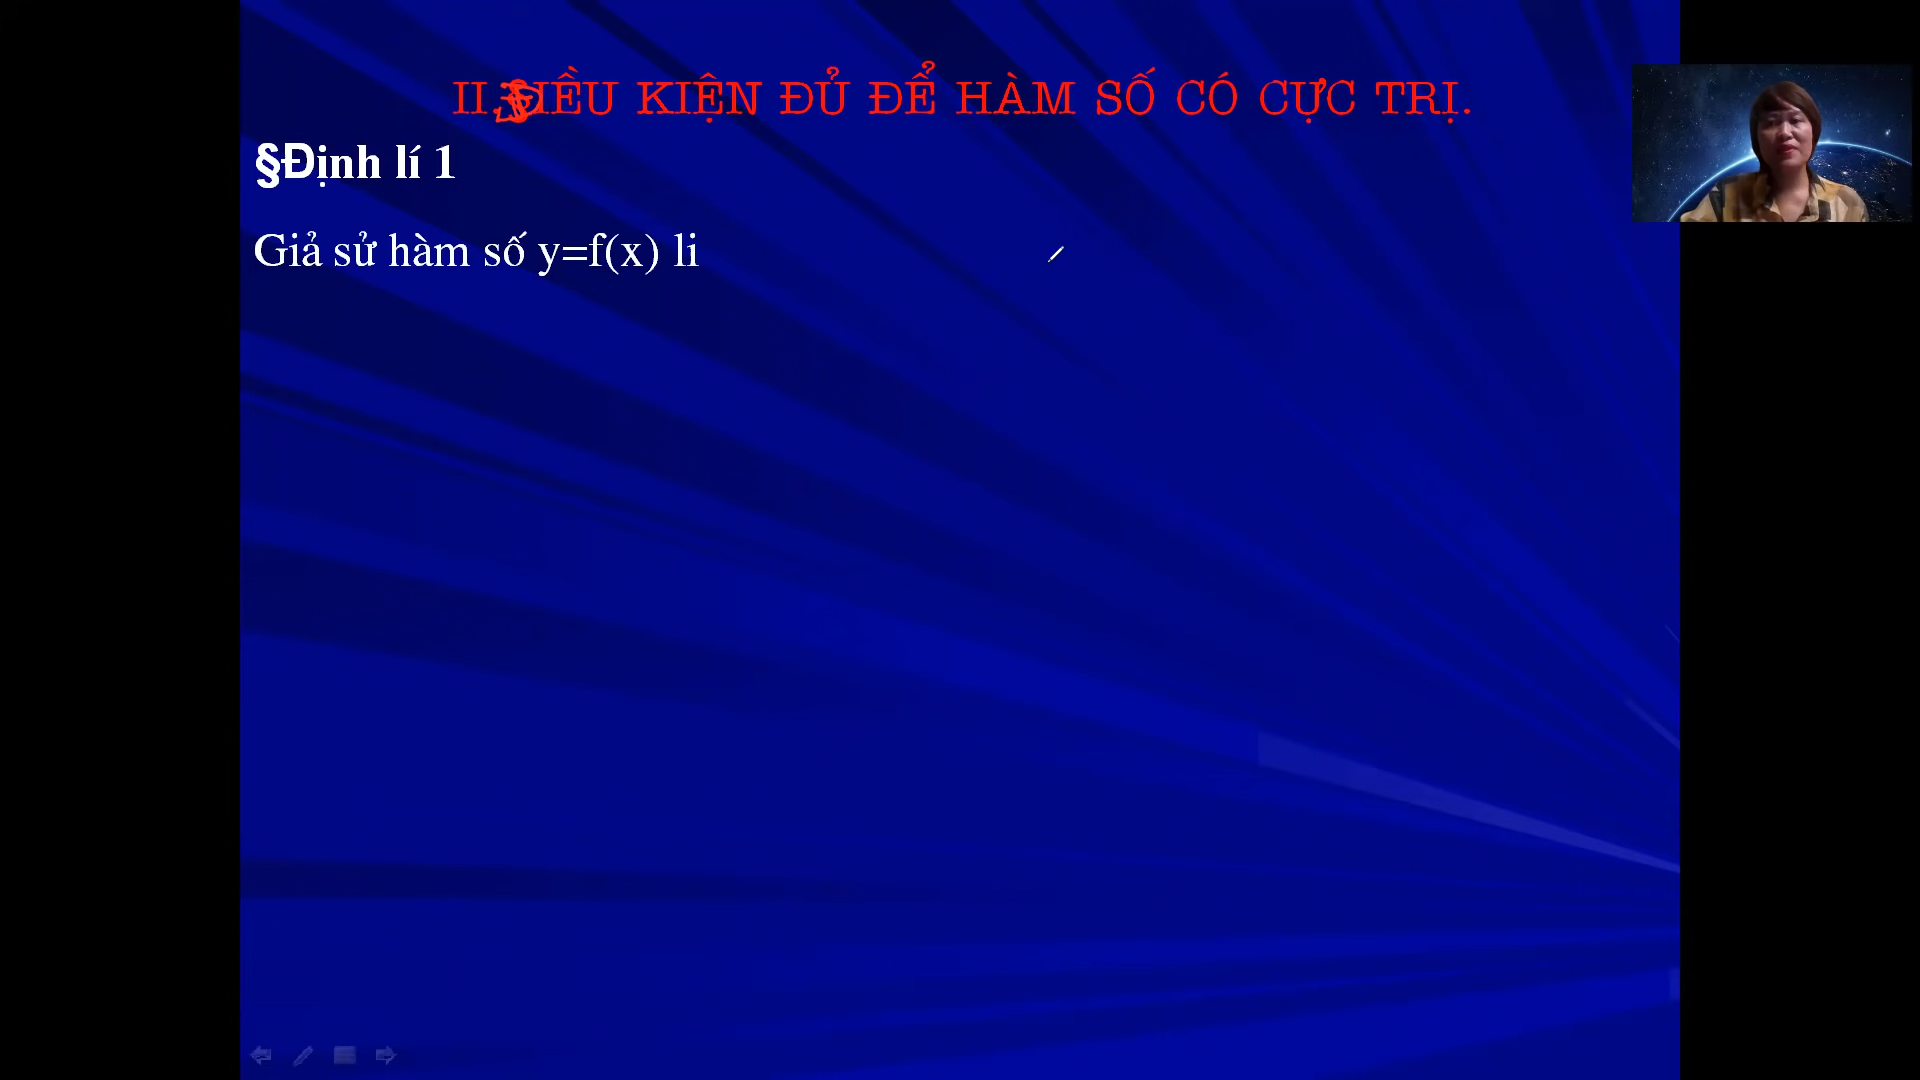 II. ĐIỀU KIỆN ĐỦ ĐỂ HÀM SỐ CÓ CỰC TRỊ.
§Định lí 1
Giả sử hàm số y=f(x) li